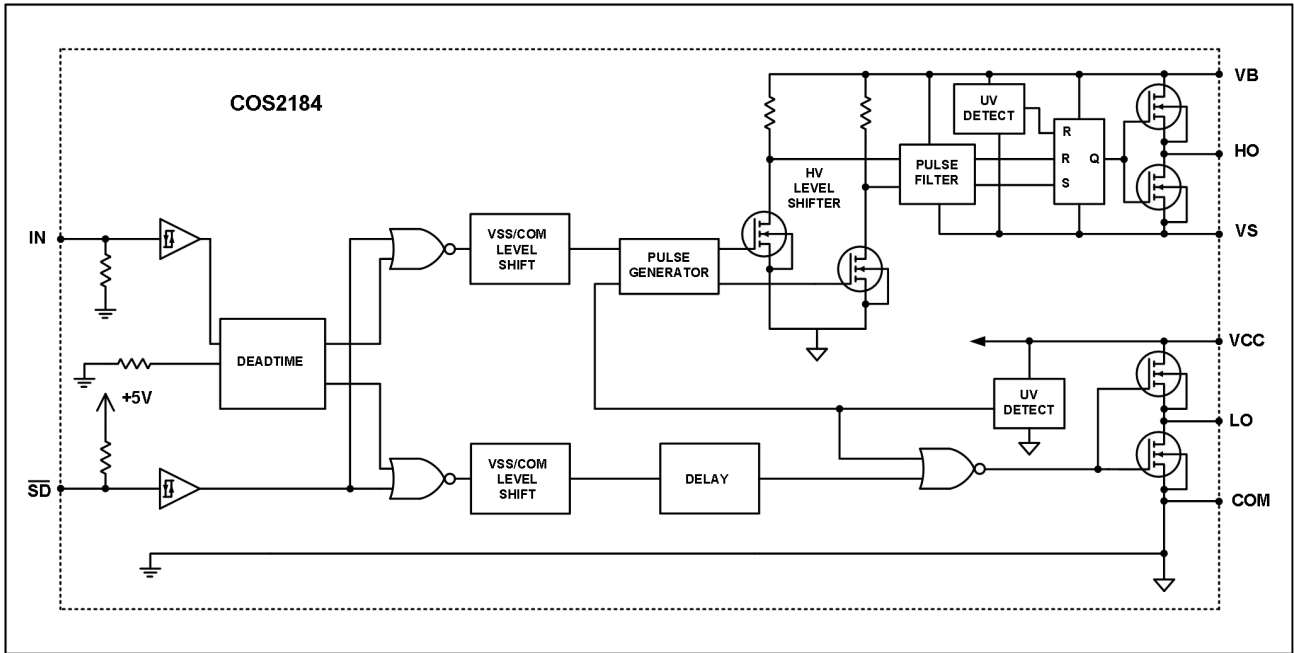 COS2184
VB
UV
DETECT
R
R
Q
S
HO
PULSE
FILTER
HV
LEVEL
SHIFTER
VS
IN
VSS/COM
LEVEL
SHIFT
PULSE
GENERATOR
DEADTIME
+5V
VCC
UV
DETECT
LO
SD
VSS/COM
LEVEL
SHIFT
DELAY
COM